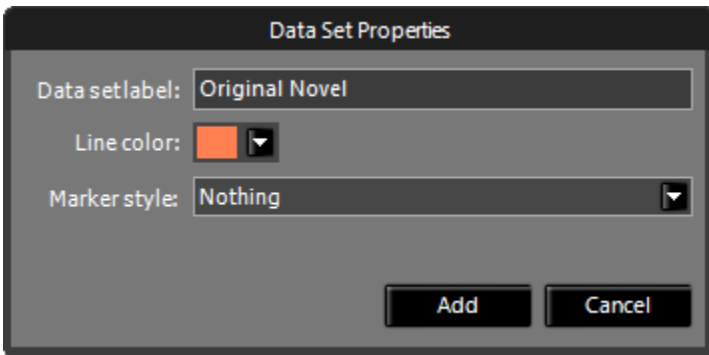 Data Set Properties
Data set label: Original Novel
Line color:
Marker style: Nothing
Add Cancel